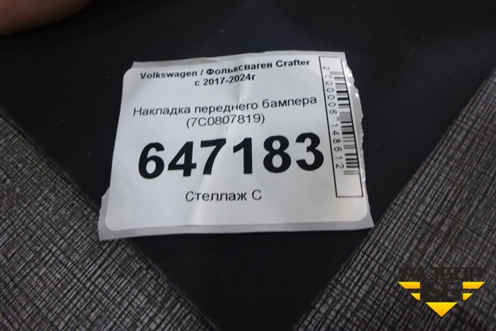 Volkswagen / Фольксваген Crafter
с 2017-2024г
Накладка переднего бампера
(7C0807819)
647183
Стеллаж С